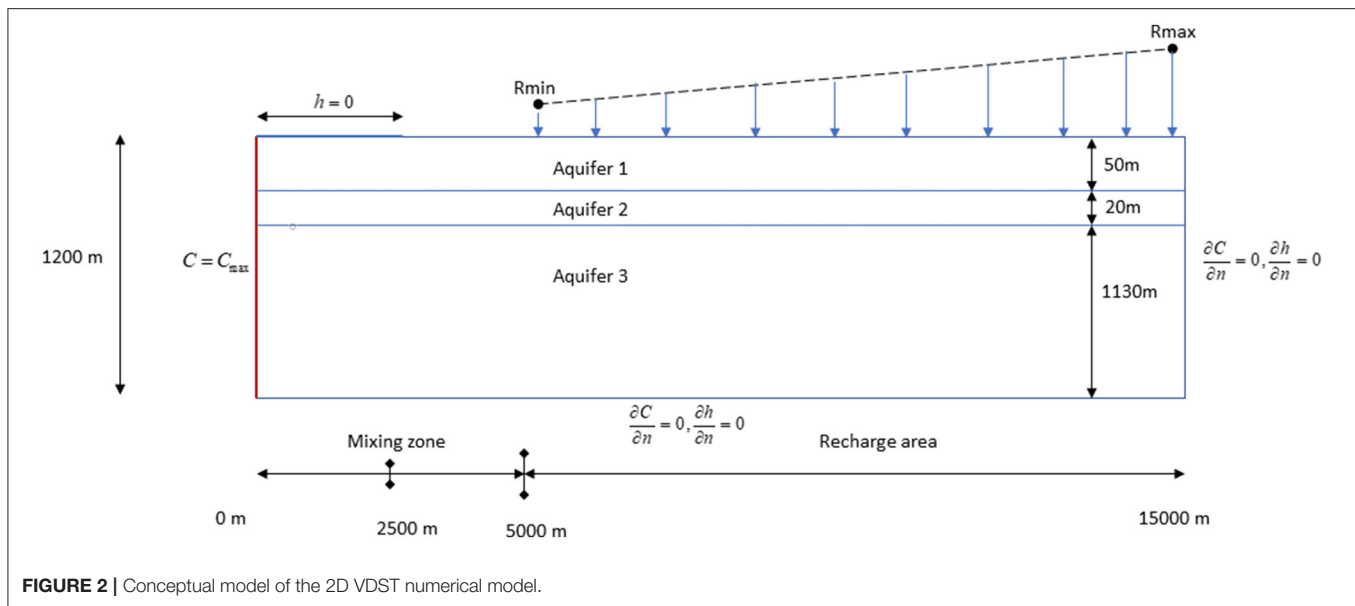 Rmax
Rmin
h = 0
Aquifer 1
50m
Aquifer 2
20m
1200 m
C = Cmax
Aquifer 3
∂C/∂n = 0, ∂h/∂n = 0
1130m
∂C/∂n = 0, ∂h/∂n = 0
Mixing zone
Recharge area
0 m
2500 m
5000 m
15000 m
FIGURE 2 | Conceptual model of the 2D VDST numerical model.